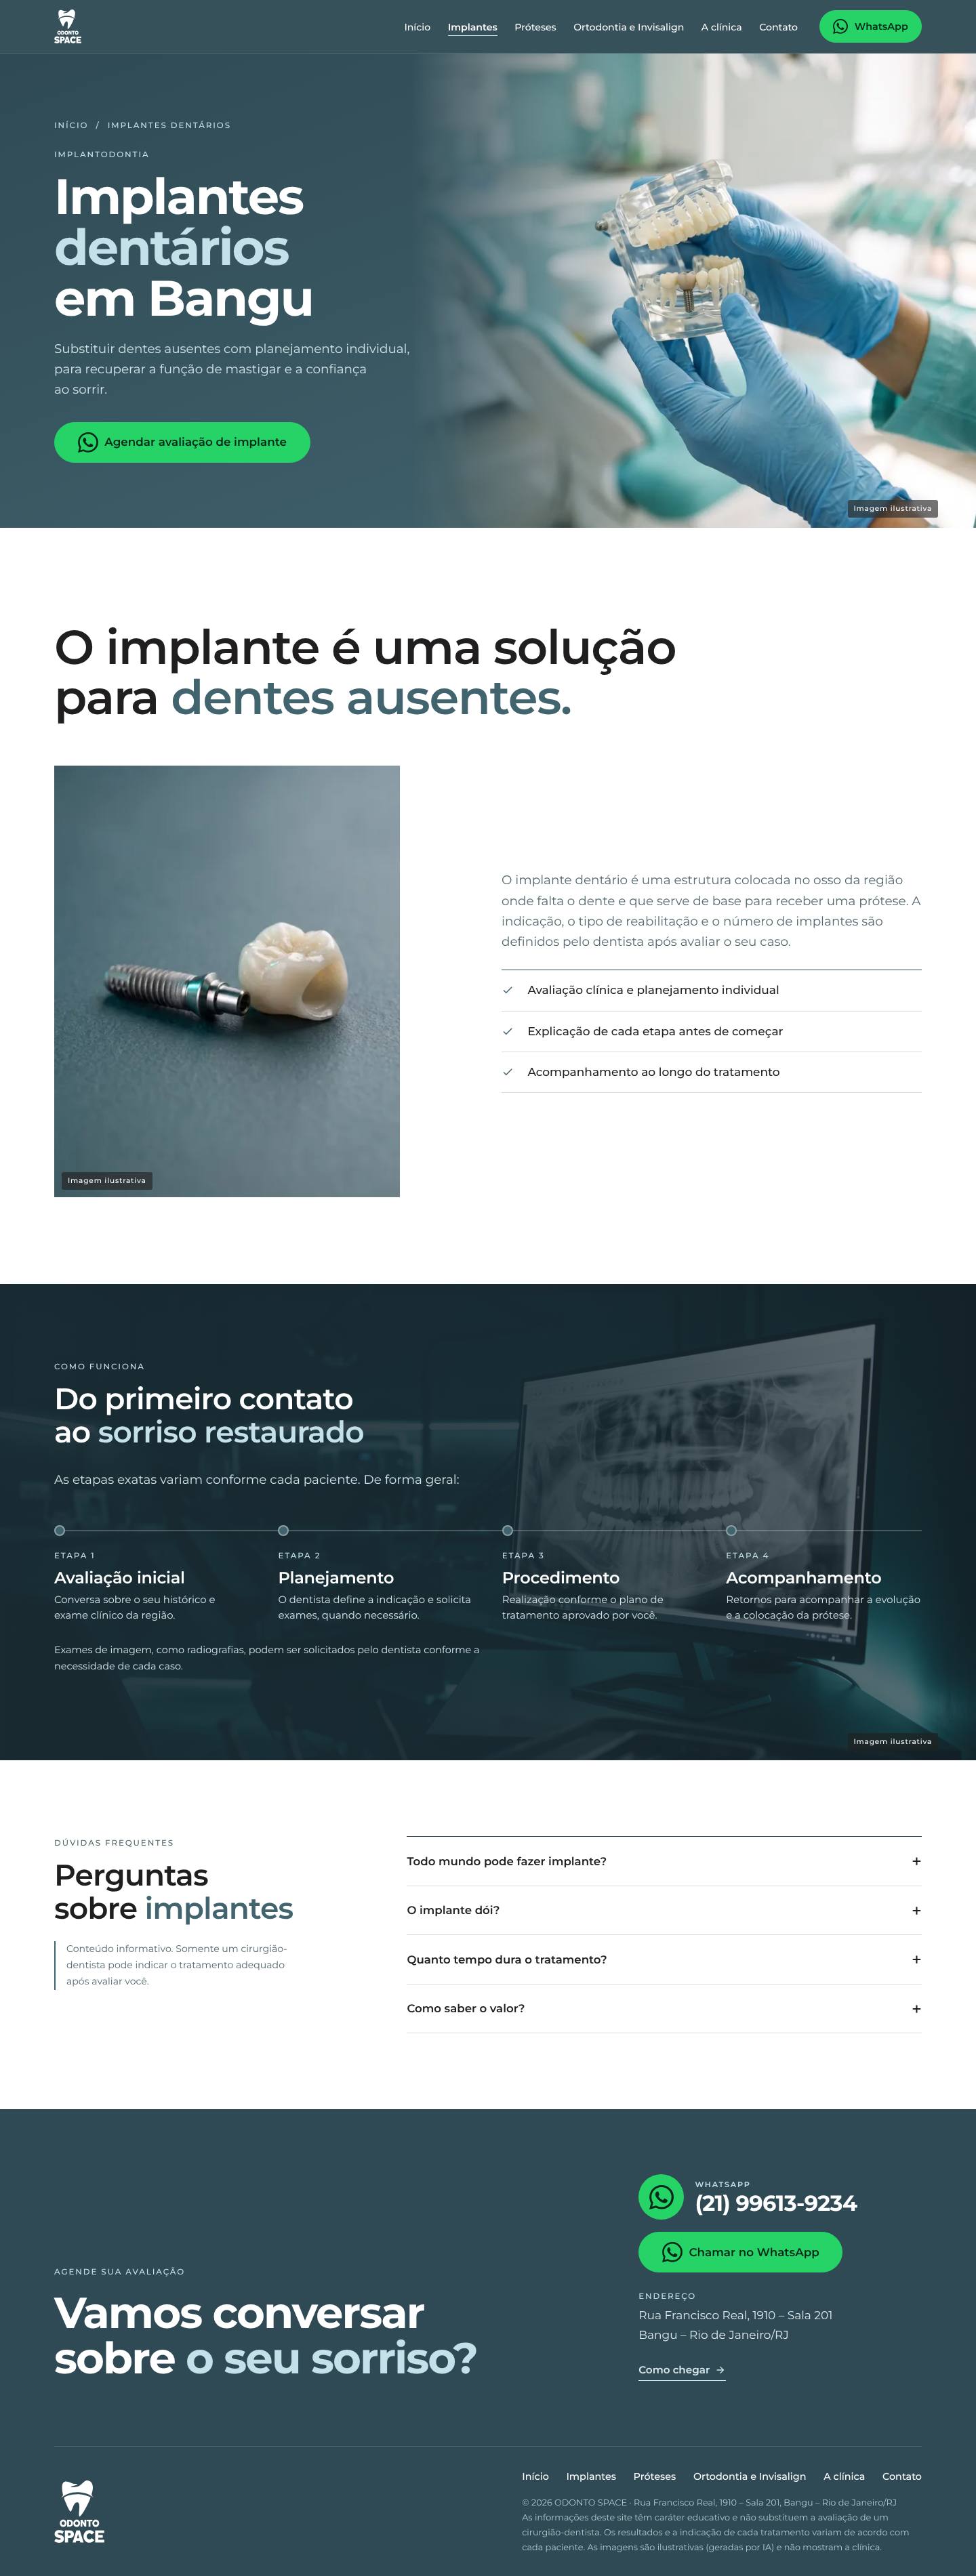 ODONTO
SPACE
Início
Implantes
Próteses
Ortodontia e Invisalign
A clínica
Contato
WhatsApp
INÍCIO / IMPLANTES DENTÁRIOS
IMPLANTODONTIA
Implantes
dentários
em Bangu
Substituir dentes ausentes com planejamento individual,
para recuperar a função de mastigar e a confiança
ao sorrir.
Agendar avaliação de implante
Imagem ilustrativa
O implante é uma solução
para dentes ausentes.
O implante dentário é uma estrutura colocada no osso da região
onde falta o dente e que serve de base para receber uma prótese. A
indicação, o tipo de reabilitação e o número de implantes são
definidos pelo dentista após avaliar o seu caso.
Avaliação clínica e planejamento individual
Explicação de cada etapa antes de começar
Acompanhamento ao longo do tratamento
Imagem ilustrativa
COMO FUNCIONA
Do primeiro contato
ao sorriso restaurado
As etapas exatas variam conforme cada paciente. De forma geral:
ETAPA 1
Avaliação inicial
Conversa sobre o seu histórico e
exame clínico da região.
ETAPA 2
Planejamento
O dentista define a indicação e solicita
exames, quando necessário.
ETAPA 3
Procedimento
Realização conforme o plano de
tratamento aprovado por você.
ETAPA 4
Acompanhamento
Retornos para acompanhar a evolução
e a colocação da prótese.
Exames de imagem, como radiografias, podem ser solicitados pelo dentista conforme a
necessidade de cada caso.
Imagem ilustrativa
DÚVIDAS FREQUENTES
Perguntas
sobre implantes
Conteúdo informativo. Somente um cirurgião-
dentista pode indicar o tratamento adequado
após avaliar você.
Todo mundo pode fazer implante? +
O implante dói? +
Quanto tempo dura o tratamento? +
Como saber o valor? +
AGENDE SUA AVALIAÇÃO
Vamos conversar
sobre o seu sorriso?
WHATSAPP
(21) 99613-9234
Chamar no WhatsApp
ENDEREÇO
Rua Francisco Real, 1910 – Sala 201
Bangu – Rio de Janeiro/RJ
Como chegar →
ODONTO
SPACE
Início
Implantes
Próteses
Ortodontia e Invisalign
A clínica
Contato
© 2026 ODONTO SPACE · Rua Francisco Real, 1910 – Sala 201, Bangu – Rio de Janeiro/RJ
As informações deste site têm caráter educativo e não substituem a avaliação de um
cirurgião-dentista. Os resultados e a indicação de cada tratamento variam de acordo com
cada paciente. As imagens são ilustrativas (geradas por IA) e não mostram a clínica.